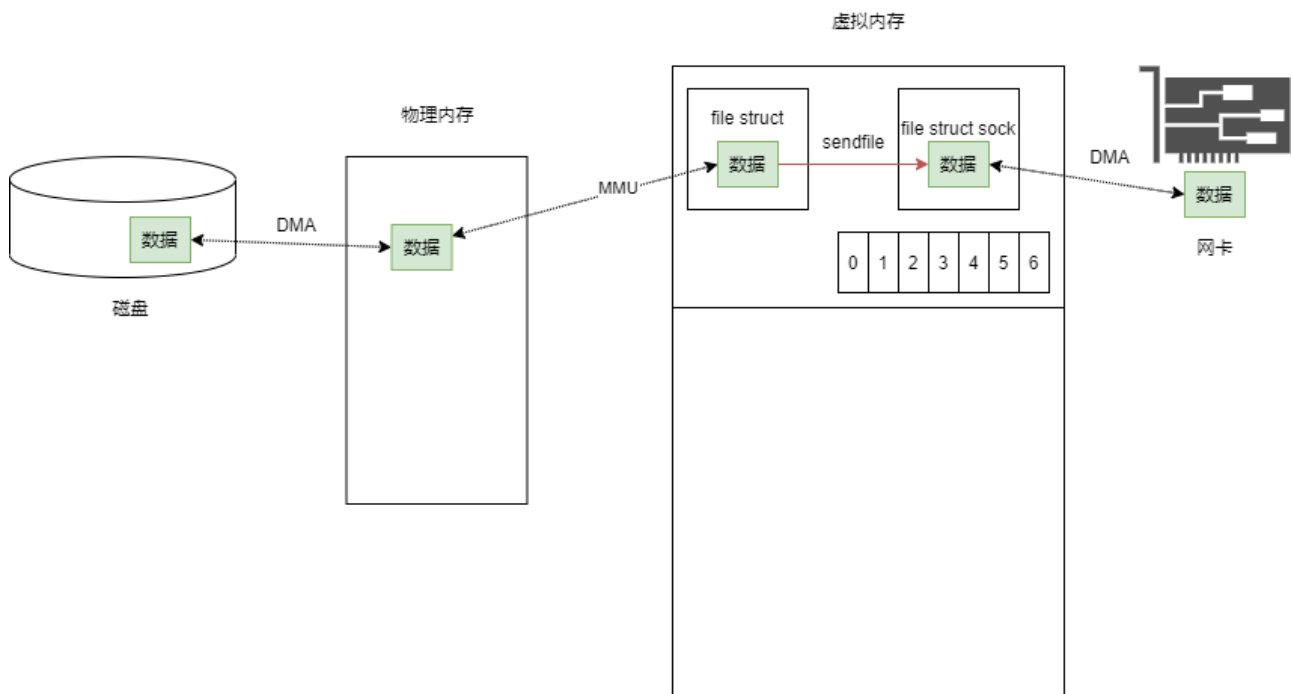 虚拟内存
物理内存
file struct
sendfile
file struct sock
数据
数据
DMA
数据
网卡
MMU
DMA
数据
数据
磁盘
0 1 2 3 4 5 6